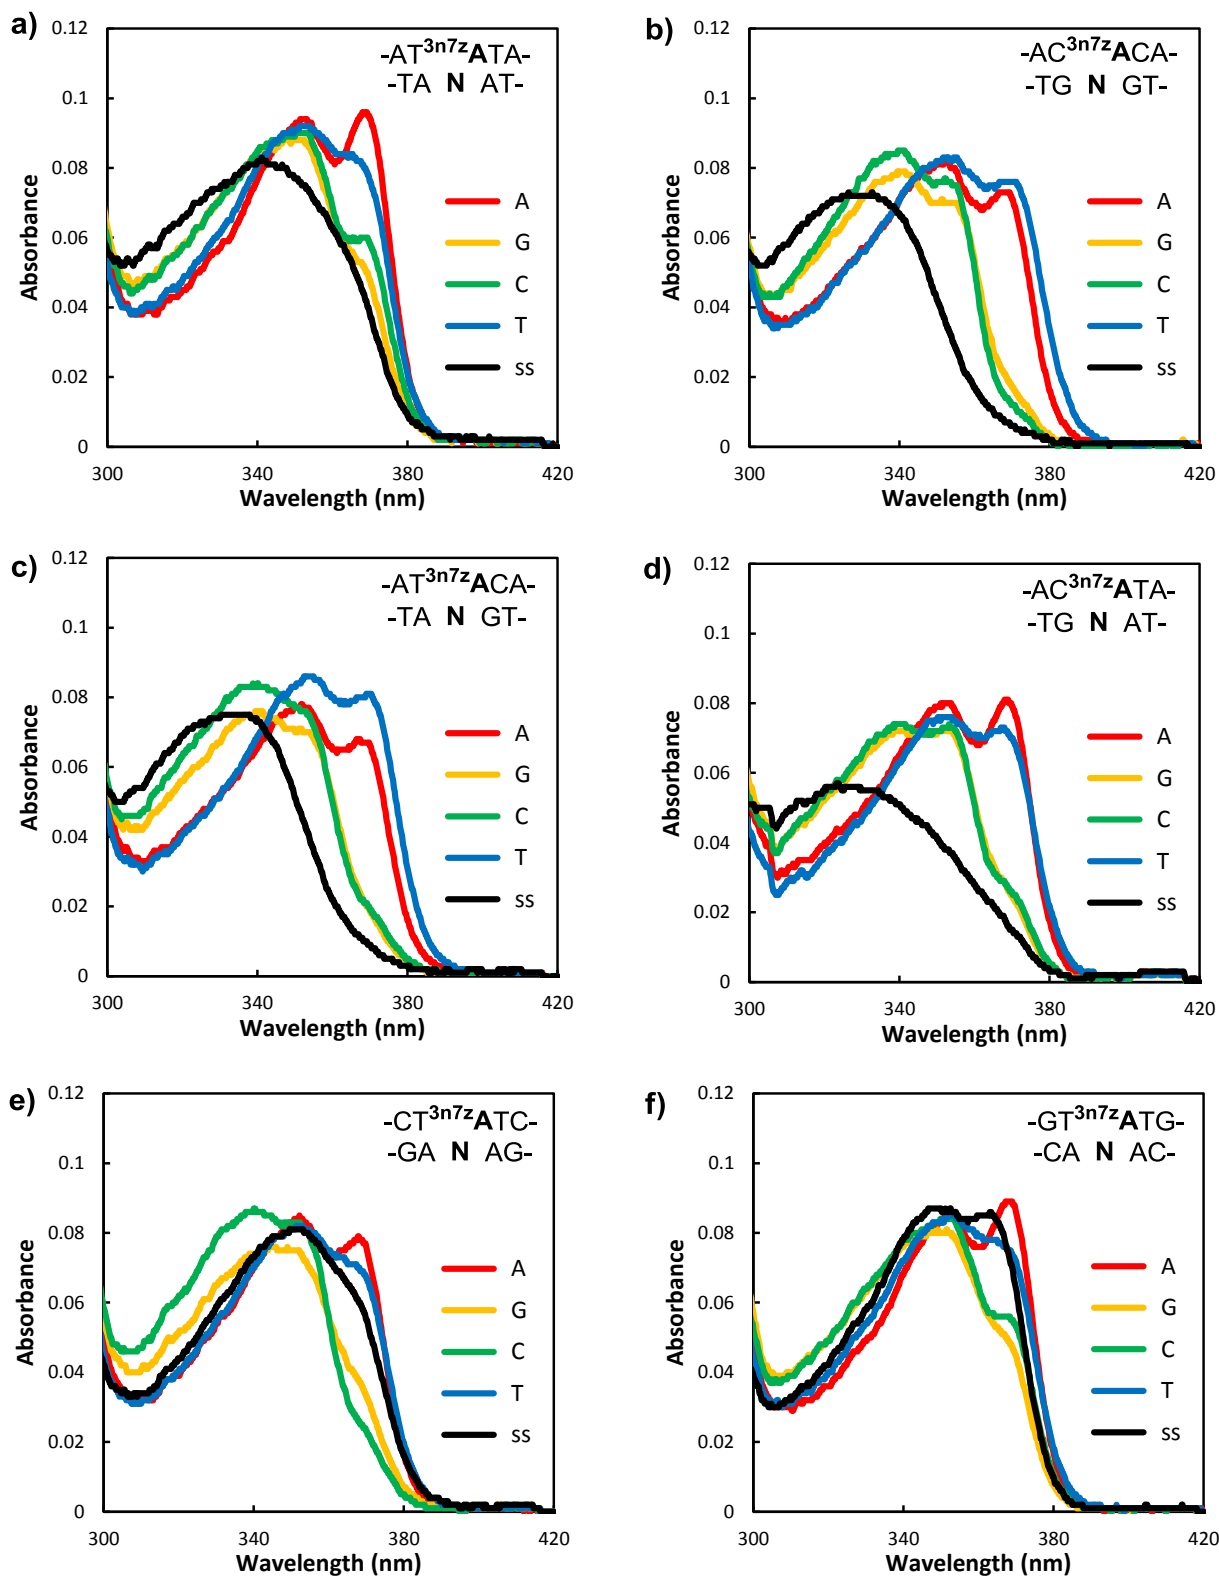 a)
0.12
0.1
0.08
0.06
0.04
0.02
0
300
340
380
420
Absorbance
Wavelength (nm)
-AT3n7zATA-
-TA N AT-
A
G
C
T
ss
b)
0.12
0.1
0.08
0.06
0.04
0.02
0
300
340
380
420
Absorbance
Wavelength (nm)
-AC3n7zACA-
-TG N GT-
A
G
C
T
ss
c)
0.12
0.1
0.08
0.06
0.04
0.02
0
300
340
380
420
Absorbance
Wavelength (nm)
-AT3n7zACA-
-TA N GT-
A
G
C
T
ss
d)
0.12
0.1
0.08
0.06
0.04
0.02
0
300
340
380
420
Absorbance
Wavelength (nm)
-AC3n7zATA-
-TG N AT-
A
G
C
T
ss
e)
0.12
0.1
0.08
0.06
0.04
0.02
0
300
340
380
420
Absorbance
Wavelength (nm)
-CT3n7zATC-
-GA N AG-
A
G
C
T
ss
f)
0.12
0.1
0.08
0.06
0.04
0.02
0
300
340
380
420
Absorbance
Wavelength (nm)
-GT3n7zATG-
-CA N AC-
A
G
C
T
ss